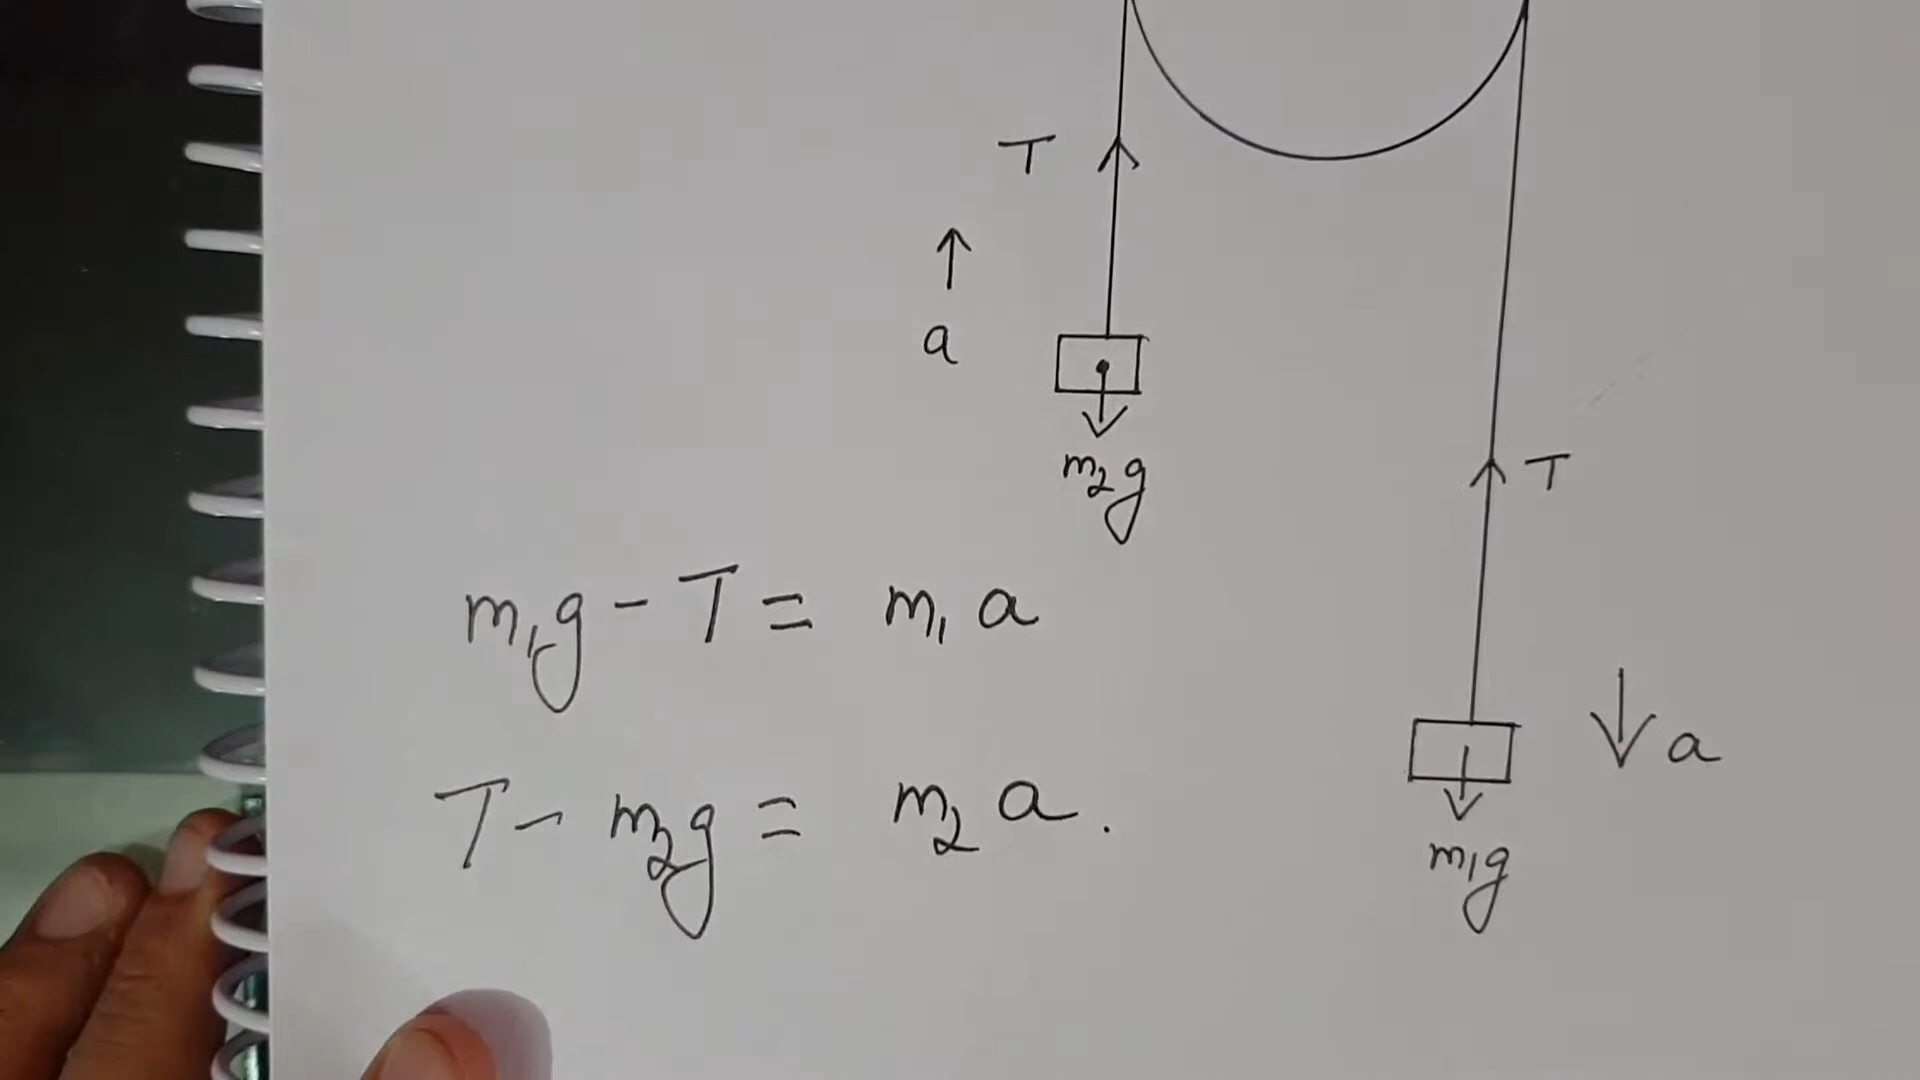 T
a
m₂g
T
m₁g - T = m₁ a
a
T - m₂g = m₂ a .
m₁g